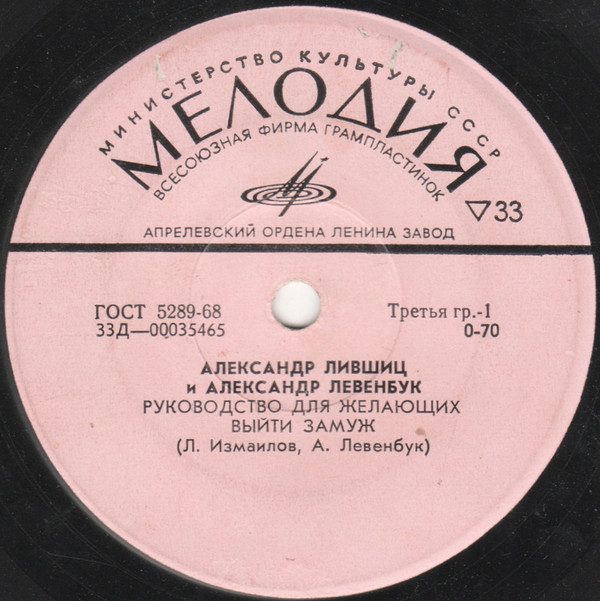 МИНИСТЕРСТВО КУЛЬТУРЫ СССР
МЕЛОДИЯ
ВСЕСОЮЗНАЯ ФИРМА ГРАМПЛАСТИНОК
▽33
АПРЕЛЕВСКИЙ ОРДЕНА ЛЕНИНА ЗАВОД
ГОСТ 5289-68
33Д—00035465
Третья гр.-1
0-70
АЛЕКСАНДР ЛИВШИЦ
и АЛЕКСАНДР ЛЕВЕНБУК
РУКОВОДСТВО ДЛЯ ЖЕЛАЮЩИХ
ВЫЙТИ ЗАМУЖ
(Л. Измаилов, А. Левенбук)